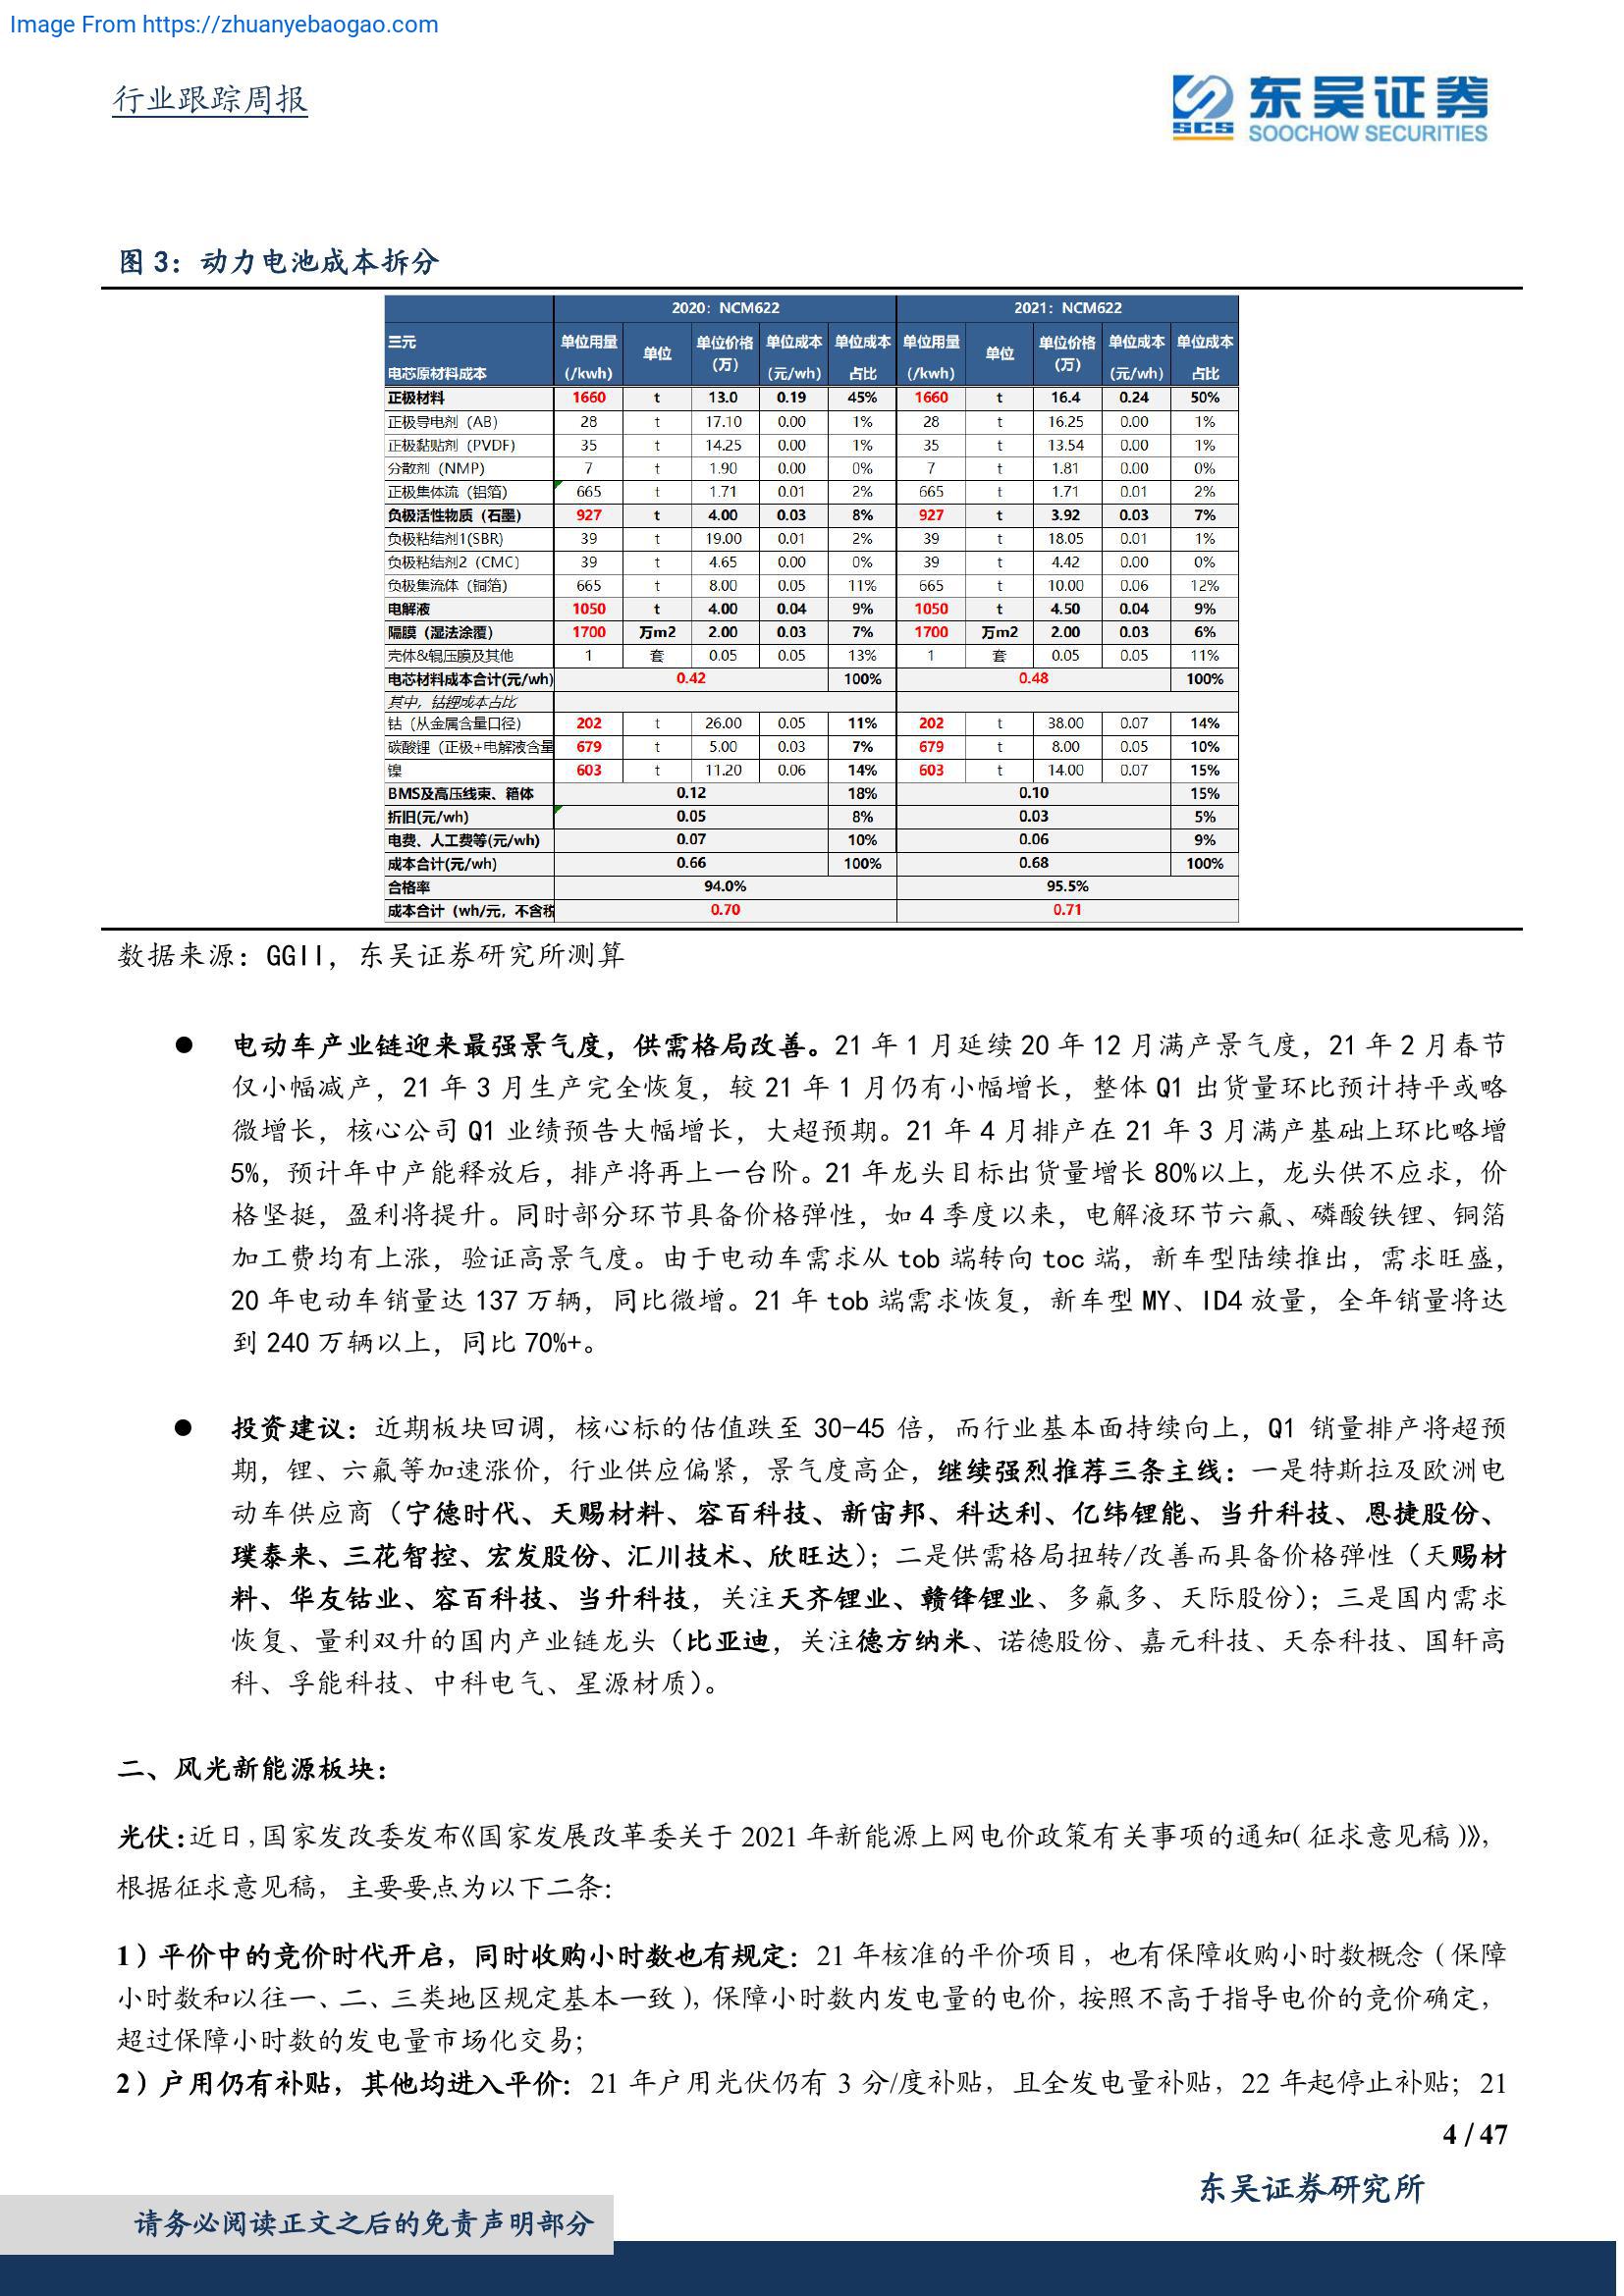 Image From https://zhuanyebaogao.com
行业跟踪周报
东吴证券
SCS SOOCHOW SECURITIES
图 3：动力电池成本拆分
2020：NCM622 2021：NCM622
三元 单位用量 单位 单位价格 单位成本 单位成本 单位用量 单位 单位价格 单位成本 单位成本
电芯原材料成本 (/kwh) （万） (元/wh) 占比 (/kwh) （万） (元/wh) 占比
正极材料 1660 t 13.0 0.19 45% 1660 t 16.4 0.24 50%
正极导电剂（AB） 28 t 17.10 0.00 1% 28 t 16.25 0.00 1%
正极黏贴剂（PVDF） 35 t 14.25 0.00 1% 35 t 13.54 0.00 1%
分散剂（NMP） 7 t 1.90 0.00 0% 7 t 1.81 0.00 0%
正极集体流（铝箔） 665 t 1.71 0.01 2% 665 t 1.71 0.01 2%
负极活性物质（石墨） 927 t 4.00 0.03 8% 927 t 3.92 0.03 7%
负极粘结剂1(SBR) 39 t 19.00 0.01 2% 39 t 18.05 0.01 1%
负极粘结剂2（CMC） 39 t 4.65 0.00 0% 39 t 4.42 0.00 0%
负极集流体（铜箔） 665 t 8.00 0.05 11% 665 t 10.00 0.06 12%
电解液 1050 t 4.00 0.04 9% 1050 t 4.50 0.04 9%
隔膜（湿法涂覆） 1700 万m2 2.00 0.03 7% 1700 万m2 2.00 0.03 6%
壳体&辊压膜及其他 1 套 0.05 0.05 13% 1 套 0.05 0.05 11%
电芯材料成本合计(元/wh) 0.42 100% 0.48 100%
其中，钴锂成本占比
钴（从金属含量口径） 202 t 26.00 0.05 11% 202 t 38.00 0.07 14%
碳酸锂（正极+电解液含量 679 t 5.00 0.03 7% 679 t 8.00 0.05 10%
镍 603 t 11.20 0.06 14% 603 t 14.00 0.07 15%
BMS及高压线束、箱体 0.12 18% 0.10 15%
折旧(元/wh) 0.05 8% 0.03 5%
电费、人工费等(元/wh) 0.07 10% 0.06 9%
成本合计(元/wh) 0.66 100% 0.68 100%
合格率 94.0% 95.5%
成本合计（wh/元，不含税 0.70 0.71
数据来源：GGII，东吴证券研究所测算
● 电动车产业链迎来最强景气度，供需格局改善。21 年 1 月延续 20 年 12 月满产景气度，21 年 2 月春节
仅小幅减产，21 年 3 月生产完全恢复，较 21 年 1 月仍有小幅增长，整体 Q1 出货量环比预计持平或略
微增长，核心公司 Q1 业绩预告大幅增长，大超预期。21 年 4 月排产在 21 年 3 月满产基础上环比略增
5%，预计年中产能释放后，排产将再上一台阶。21 年龙头目标出货量增长 80%以上，龙头供不应求，价
格坚挺，盈利将提升。同时部分环节具备价格弹性，如 4 季度以来，电解液环节六氟、磷酸铁锂、铜箔
加工费均有上涨，验证高景气度。由于电动车需求从 tob 端转向 toc 端，新车型陆续推出，需求旺盛，
20 年电动车销量达 137 万辆，同比微增。21 年 tob 端需求恢复，新车型 MY、ID4 放量，全年销量将达
到 240 万辆以上，同比 70%+。
● 投资建议：近期板块回调，核心标的估值跌至 30-45 倍，而行业基本面持续向上，Q1 销量排产将超预
期，锂、六氟等加速涨价，行业供应偏紧，景气度高企，继续强烈推荐三条主线：一是特斯拉及欧洲电
动车供应商（宁德时代、天赐材料、容百科技、新宙邦、科达利、亿纬锂能、当升科技、恩捷股份、
璞泰来、三花智控、宏发股份、汇川技术、欣旺达）；二是供需格局扭转/改善而具备价格弹性（天赐材
料、华友钴业、容百科技、当升科技，关注天齐锂业、赣锋锂业、多氟多、天际股份）；三是国内需求
恢复、量利双升的国内产业链龙头（比亚迪，关注德方纳米、诺德股份、嘉元科技、天奈科技、国轩高
科、孚能科技、中科电气、星源材质）。
二、风光新能源板块：
光伏：近日，国家发改委发布《国家发展改革委关于 2021 年新能源上网电价政策有关事项的通知（征求意见稿）》，
根据征求意见稿，主要要点为以下二条：
1）平价中的竞价时代开启，同时收购小时数也有规定：21 年核准的平价项目，也有保障收购小时数概念（保障
小时数和以往一、二、三类地区规定基本一致），保障小时数内发电量的电价，按照不高于指导电价的竞价确定，
超过保障小时数的发电量市场化交易；
2）户用仍有补贴，其他均进入平价：21 年户用光伏仍有 3 分/度补贴，且全发电量补贴，22 年起停止补贴；21
4 / 47
东吴证券研究所
请务必阅读正文之后的免责声明部分